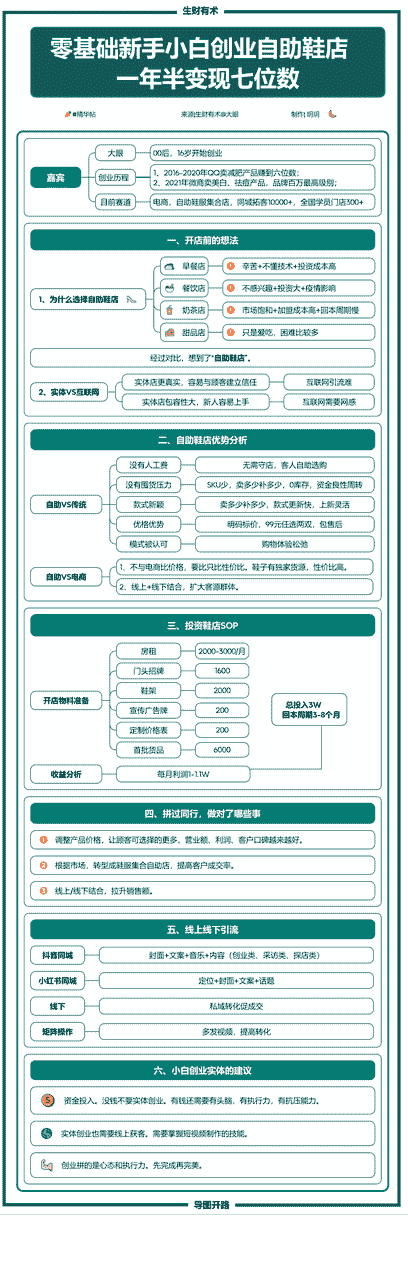 生财有术
零基础新手小白创业自助鞋店
一年半变现七位数
#精华帖
来源|生财有术@大眼
制作| 玥玥
嘉宾
大眼
00后，16岁开始创业
创业历程
1、2016-2020年QQ卖减肥产品赚到六位数；
2、2021年微商卖美白、祛痘产品，品牌百万最高级别；
目前赛道
电商，自助鞋服集合店，同城拓客10000+，全国学员门店300+
一、开店前的想法
1、为什么选择自助鞋店
早餐店
辛苦+不懂技术+投资成本高
餐饮店
不感兴趣+投资大+疫情影响
奶茶店
市场饱和+加盟成本高+回本周期慢
甜品店
只是爱吃，困难比较多
经过对比，想到了“自助鞋店”。
2、实体VS互联网
实体店更真实，容易与顾客建立信任
互联网引流难
实体店包容性大，新人容易上手
互联网需要网感
二、自助鞋店优势分析
自助VS传统
没有人工费
无需守店，客人自助选购
没有囤货压力
SKU少，卖多少补多少，0库存，资金良性周转
款式新颖
卖多少补多少，款式更新快，上新灵活
优格优势
明码标价，99元任选两双，包售后
模式被认可
购物体验松弛
自助VS电商
1、不与电商比价格，要比只比性价比。鞋子有独家货源，性价比高。
2、线上+线下结合，扩大客源群体。
三、投资鞋店SOP
开店物料准备
房租
2000-3000/月
门头招牌
1600
鞋架
2000
宣传广告牌
200
定制价格表
200
首批货品
6000
总投入3W
回本周期3-8个月
收益分析
每月利润1-1.1W
四、拼过同行，做对了哪些事
1 调整产品价格，让顾客可选择的更多，营业额、利润、客户口碑越来越好。
2 根据市场，转型成鞋服集合自助店，提高客户成交率。
3 线上/线下结合，拉升销售额。
五、线上线下引流
抖音同城
封面+文案+音乐+内容（创业类、采访类、探店类）
小红书同城
定位+封面+文案+话题
线下
私域转化促成交
矩阵操作
多发视频，提高转化
六、小白创业实体的建议
资金投入。没钱不要实体创业。有钱还需要有头脑，有执行力，有抗压能力。
实体创业也需要线上获客。需要掌握短视频制作的技能。
创业拼的是心态和执行力。先完成再完美。
导图开路